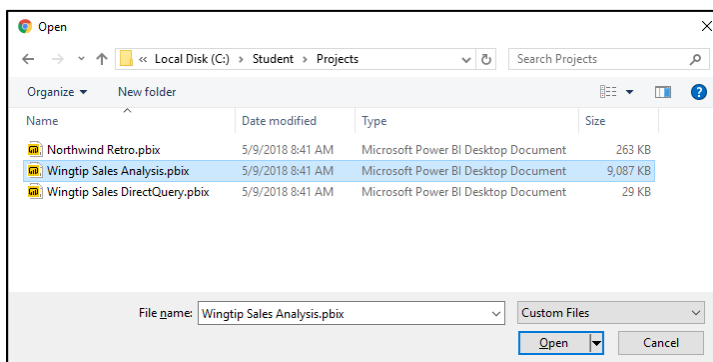 Open
« Local Disk (C:) › Student › Projects
Search Projects
Organize
New folder
Name Date modified Type Size
Northwind Retro.pbix 5/9/2018 8:41 AM Microsoft Power BI Desktop Document 263 KB
Wingtip Sales Analysis.pbix 5/9/2018 8:41 AM Microsoft Power BI Desktop Document 9,087 KB
Wingtip Sales DirectQuery.pbix 5/9/2018 8:41 AM Microsoft Power BI Desktop Document 29 KB
File name: Wingtip Sales Analysis.pbix Custom Files
Open Cancel